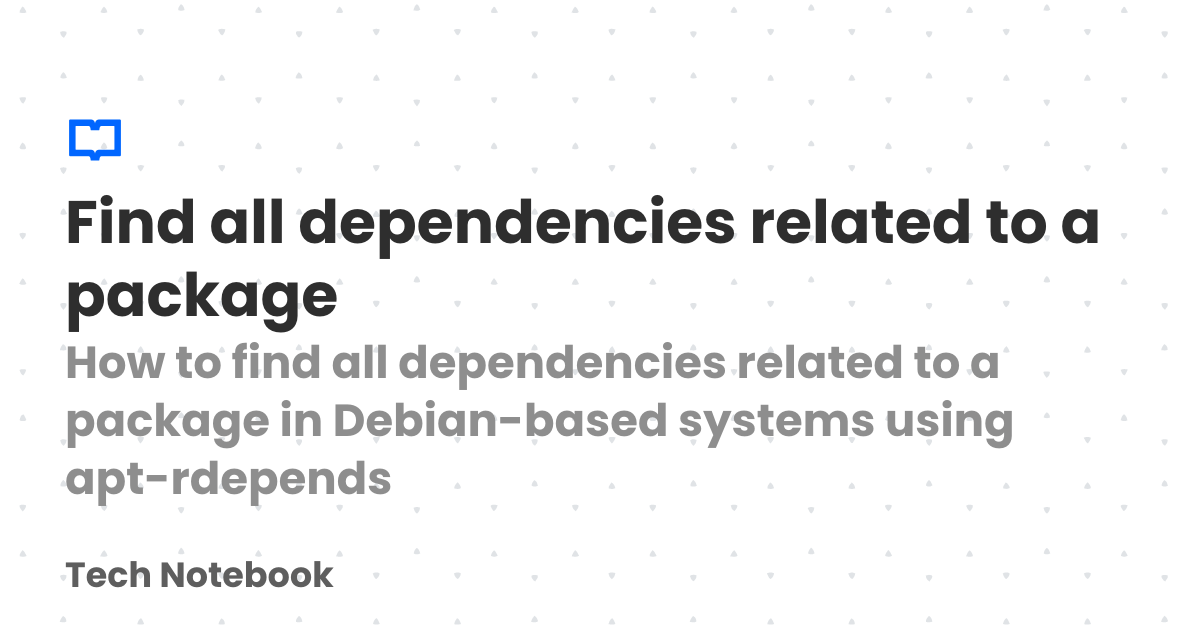 Find all dependencies related to a
package
How to find all dependencies related to a
package in Debian-based systems using
apt-rdepends
Tech Notebook